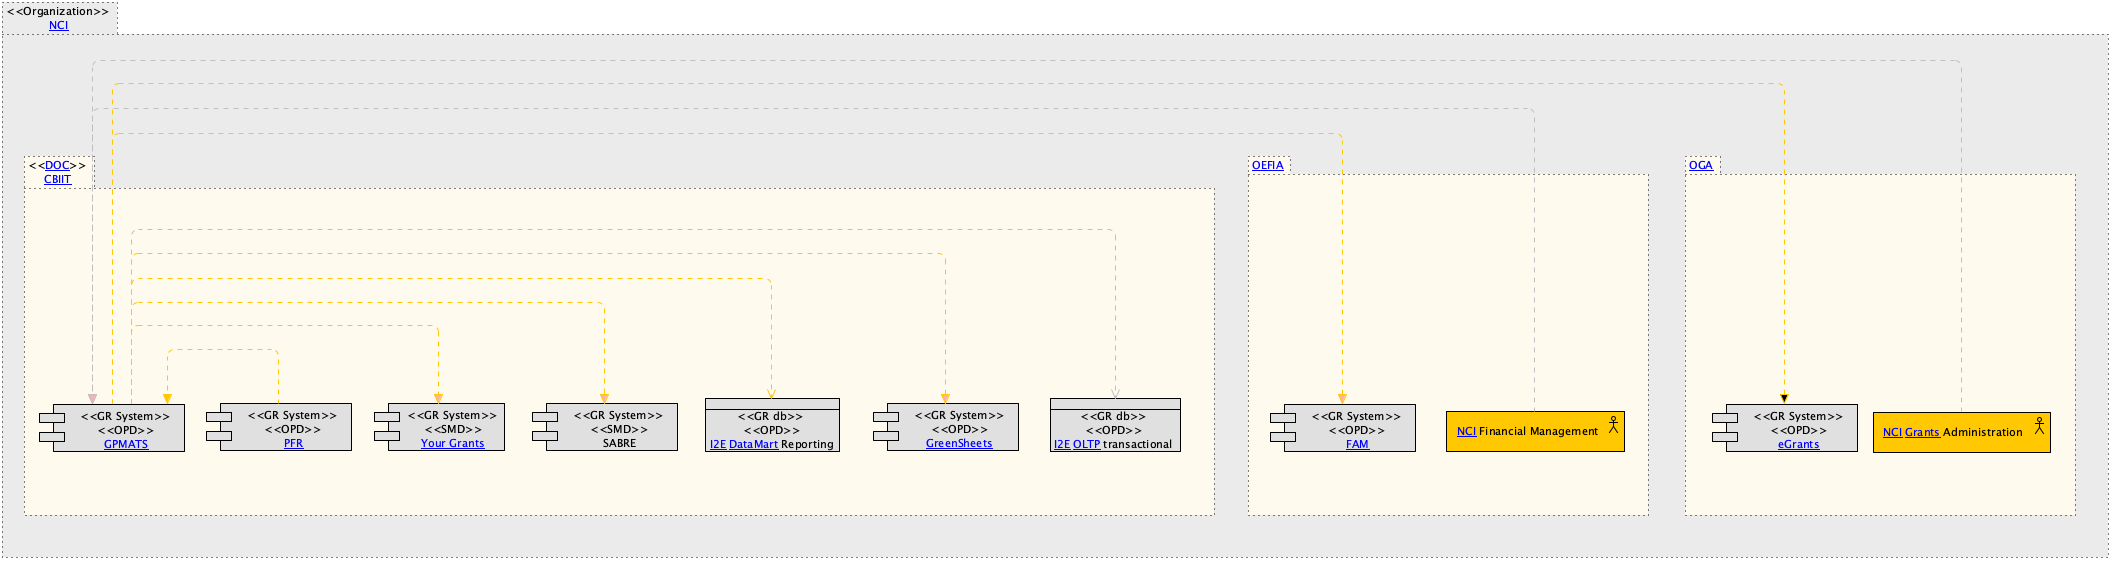 <<Organization>>
NCI
<<DOC>>
CBIIT
OEFIA
OGA
<<GR System>>
<<OPD>>
GPMATS
<<GR System>>
<<OPD>>
PFR
<<GR System>>
<<SMD>>
Your Grants
<<GR System>>
<<SMD>>
SABRE
<<GR db>>
<<OPD>>
I2E DataMart Reporting
<<GR System>>
<<OPD>>
GreenSheets
<<GR db>>
<<OPD>>
I2E OLTP transactional
<<GR System>>
<<OPD>>
FAM
NCI Financial Management
<<GR System>>
<<OPD>>
eGrants
NCI Grants Administration